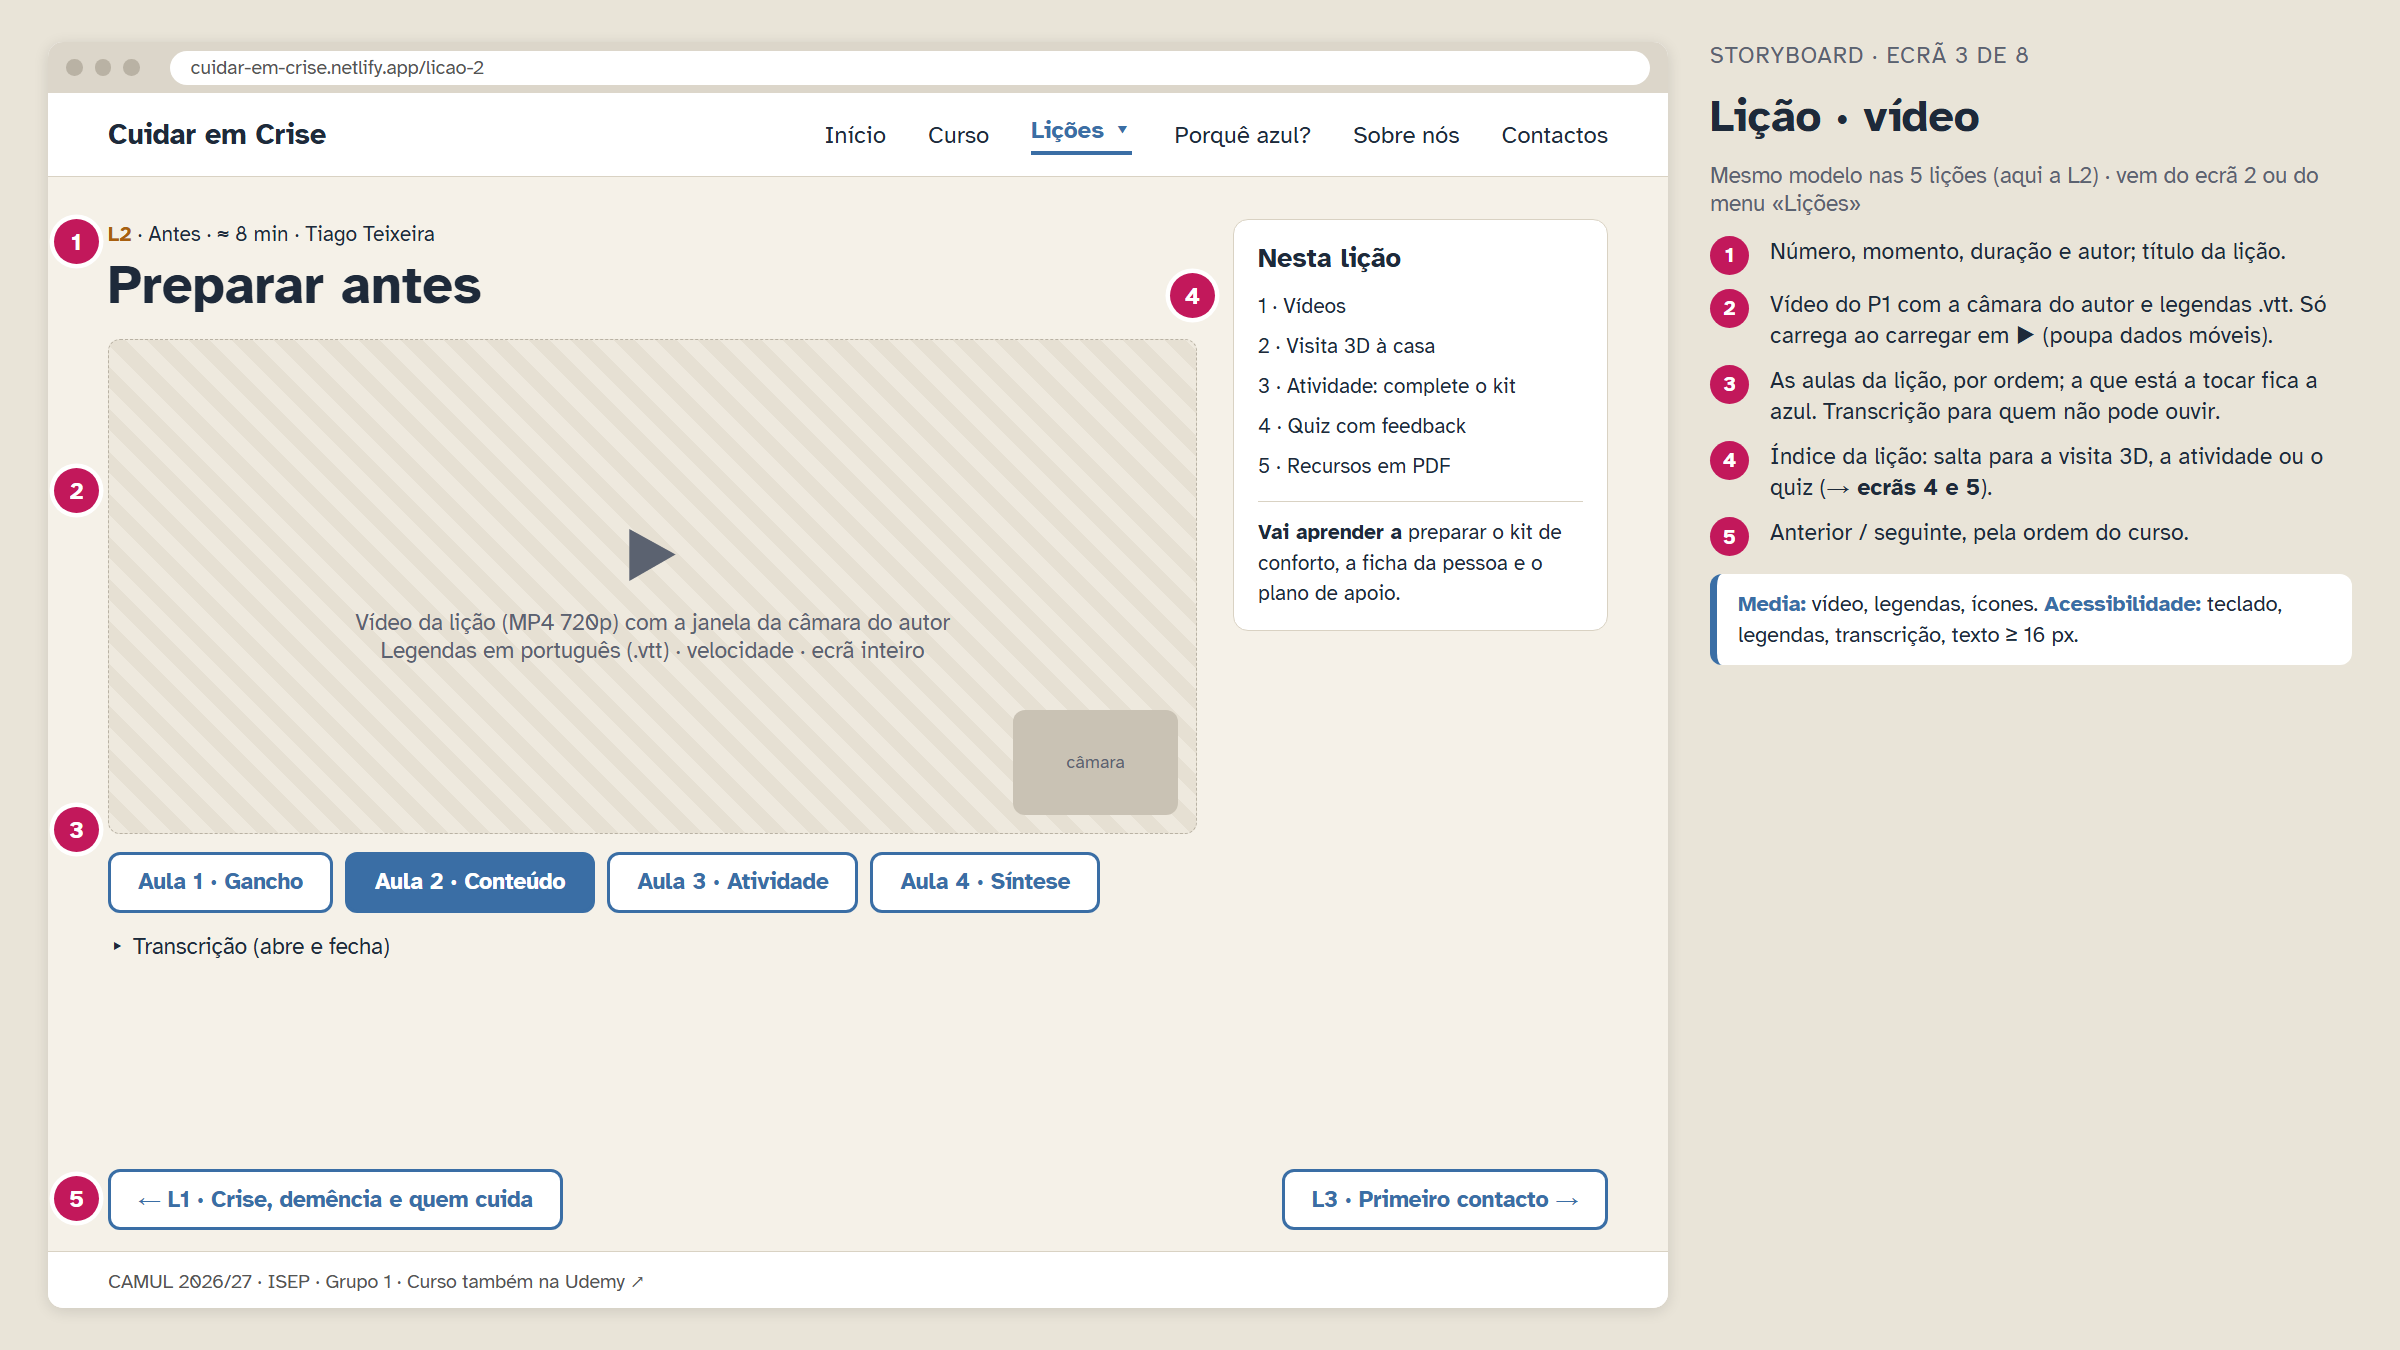 cuidar-em-crise.netlify.app/licao-2
Cuidar em Crise
Início
Curso
Lições ▼
Porquê azul?
Sobre nós
Contactos
1
L2 · Antes · ≈ 8 min · Tiago Teixeira
Preparar antes
2
▶
Vídeo da lição (MP4 720p) com a janela da câmara do autor
Legendas em português (.vtt) · velocidade · ecrã inteiro
câmara
3
Aula 1 · Gancho
Aula 2 · Conteúdo
Aula 3 · Atividade
Aula 4 · Síntese
▸ Transcrição (abre e fecha)
4
Nesta lição
1 · Vídeos
2 · Visita 3D à casa
3 · Atividade: complete o kit
4 · Quiz com feedback
5 · Recursos em PDF
Vai aprender a preparar o kit de
conforto, a ficha da pessoa e o
plano de apoio.
5
← L1 · Crise, demência e quem cuida
L3 · Primeiro contacto →
CAMUL 2026/27 · ISEP · Grupo 1 · Curso também na Udemy ↗
STORYBOARD · ECRÃ 3 DE 8
Lição · vídeo
Mesmo modelo nas 5 lições (aqui a L2) · vem do ecrã 2 ou do
menu «Lições»
1 Número, momento, duração e autor; título da lição.
2 Vídeo do P1 com a câmara do autor e legendas .vtt. Só
carrega ao carregar em ▶ (poupa dados móveis).
3 As aulas da lição, por ordem; a que está a tocar fica a
azul. Transcrição para quem não pode ouvir.
4 Índice da lição: salta para a visita 3D, a atividade ou o
quiz (→ ecrãs 4 e 5).
5 Anterior / seguinte, pela ordem do curso.
Media: vídeo, legendas, ícones. Acessibilidade: teclado,
legendas, transcrição, texto ≥ 16 px.